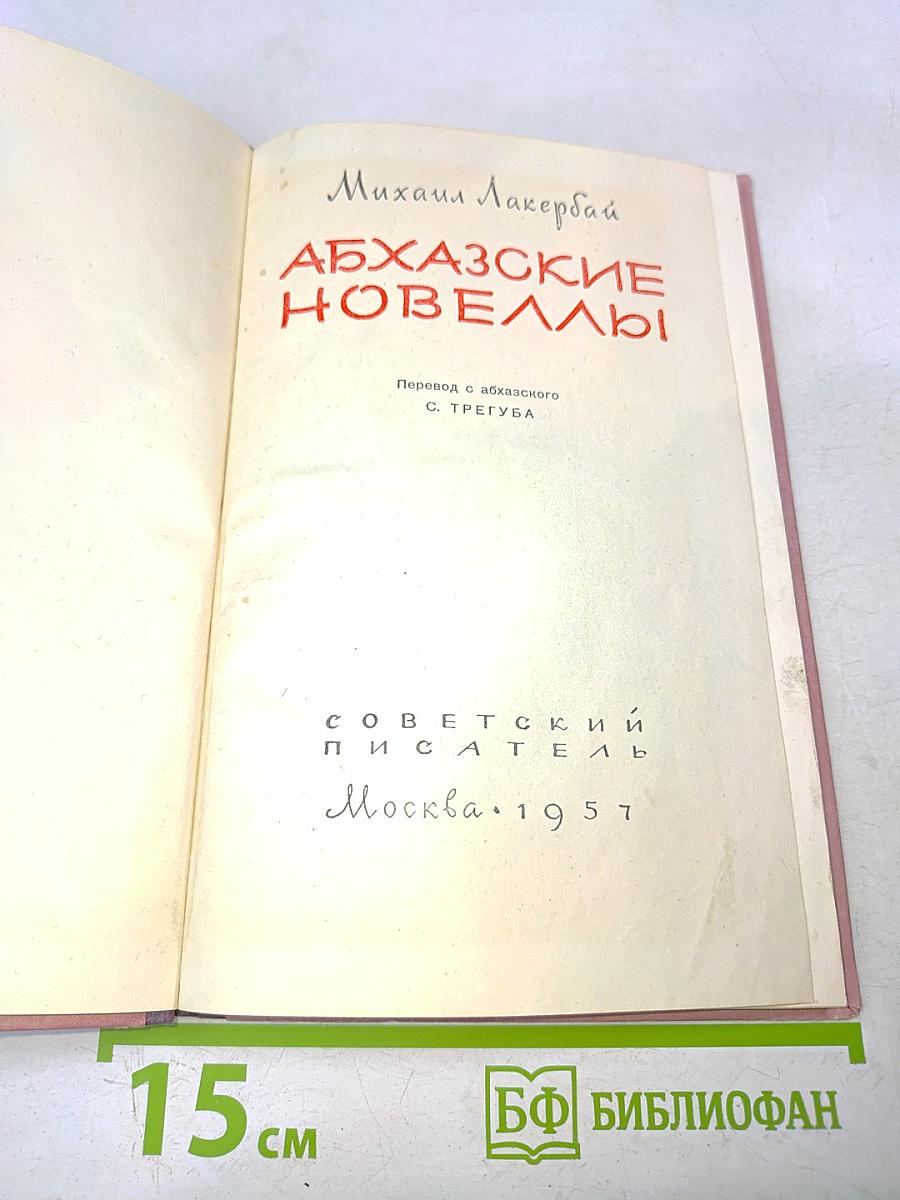 Михаил Лакербай
АБХАЗСКИЕ
НОВЕЛЛЫ
Перевод с абхазского
С. ТРЕГУБА
СОВЕТСКИЙ
ПИСАТЕЛЬ
Москва · 1957
15 см
БФ БИБЛИОФАН